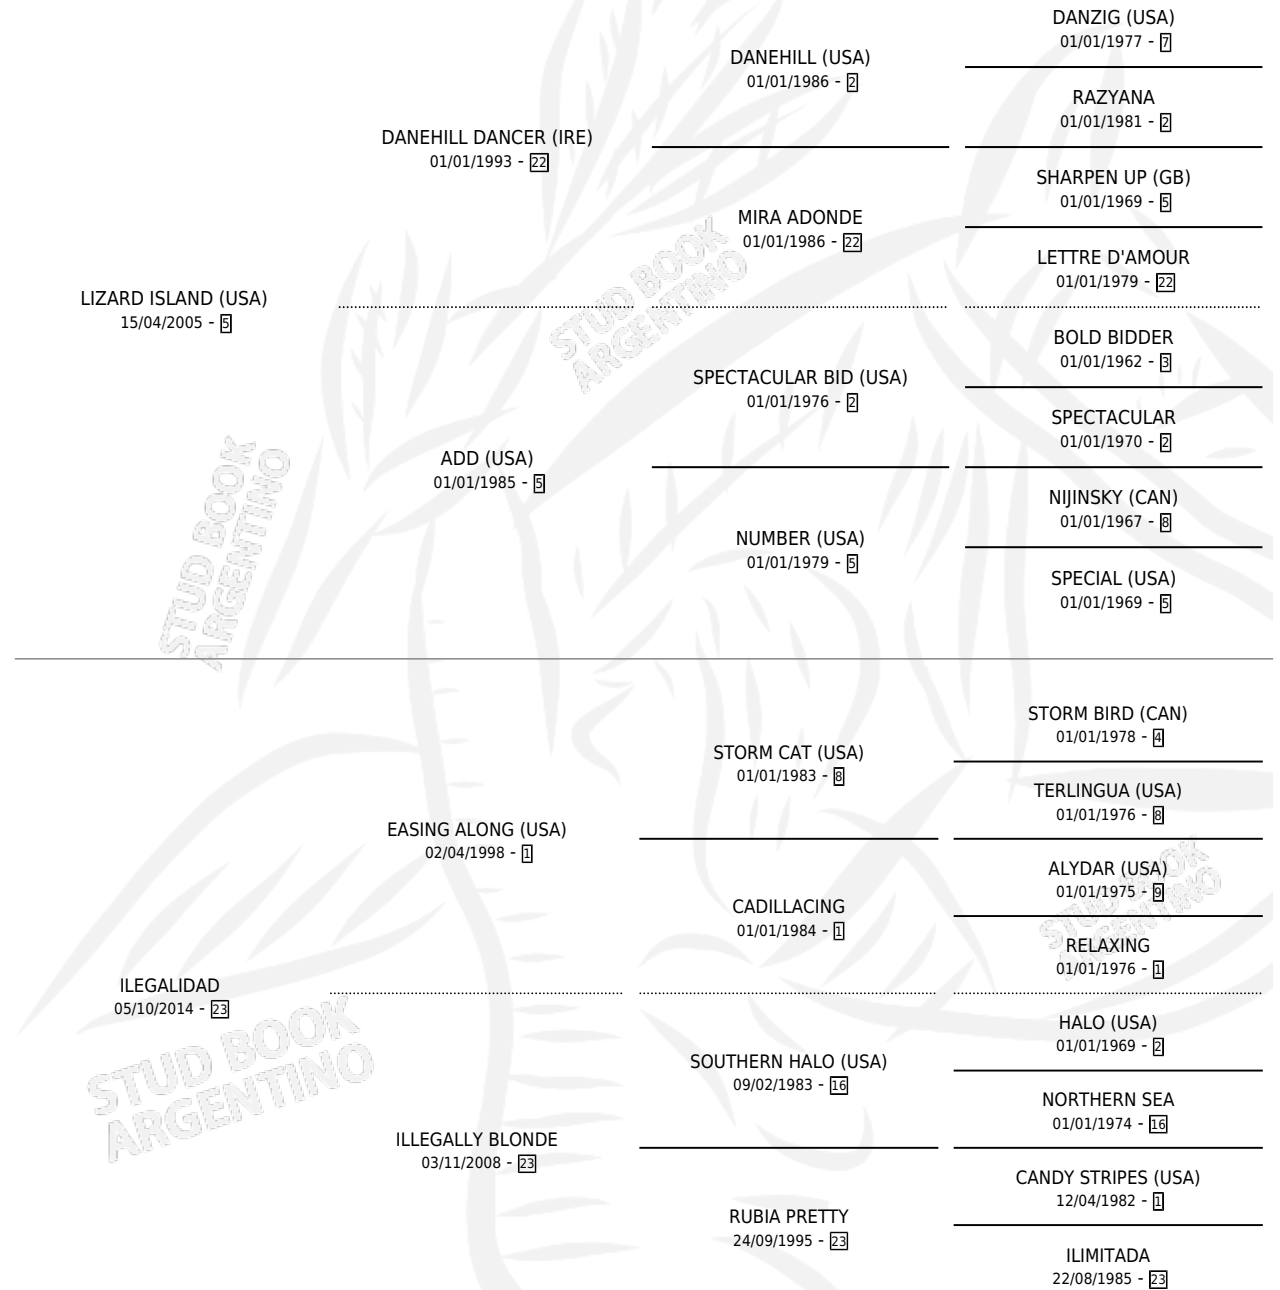 DANZIG (USA)
01/01/1977 - 7
DANEHILL (USA)
01/01/1986 - 2
RAZYANA
01/01/1981 - 2
DANEHILL DANCER (IRE)
01/01/1993 - 22
SHARPEN UP (GB)
01/01/1969 - 5
MIRA ADONDE
01/01/1986 - 22
LETTRE D'AMOUR
01/01/1979 - 22
LIZARD ISLAND (USA)
15/04/2005 - 5
BOLD BIDDER
01/01/1962 - 3
SPECTACULAR BID (USA)
01/01/1976 - 2
SPECTACULAR
01/01/1970 - 2
ADD (USA)
01/01/1985 - 5
NIJINSKY (CAN)
01/01/1967 - 8
NUMBER (USA)
01/01/1979 - 5
SPECIAL (USA)
01/01/1969 - 5
STORM BIRD (CAN)
01/01/1978 - 4
STORM CAT (USA)
01/01/1983 - 8
TERLINGUA (USA)
01/01/1976 - 8
EASING ALONG (USA)
02/04/1998 - 1
ALYDAR (USA)
01/01/1975 - 9
CADILLACING
01/01/1984 - 1
RELAXING
01/01/1976 - 1
ILEGALIDAD
05/10/2014 - 23
HALO (USA)
01/01/1969 - 2
SOUTHERN HALO (USA)
09/02/1983 - 16
NORTHERN SEA
01/01/1974 - 16
ILLEGALLY BLONDE
03/11/2008 - 23
CANDY STRIPES (USA)
12/04/1982 - 1
RUBIA PRETTY
24/09/1995 - 23
ILIMITADA
22/08/1985 - 23
STUD BOOK
ARGENTINO
STUD BOOK
ARGENTINO
STUD BOOK
ARGENTINO
STUD BOOK
ARGENTINO